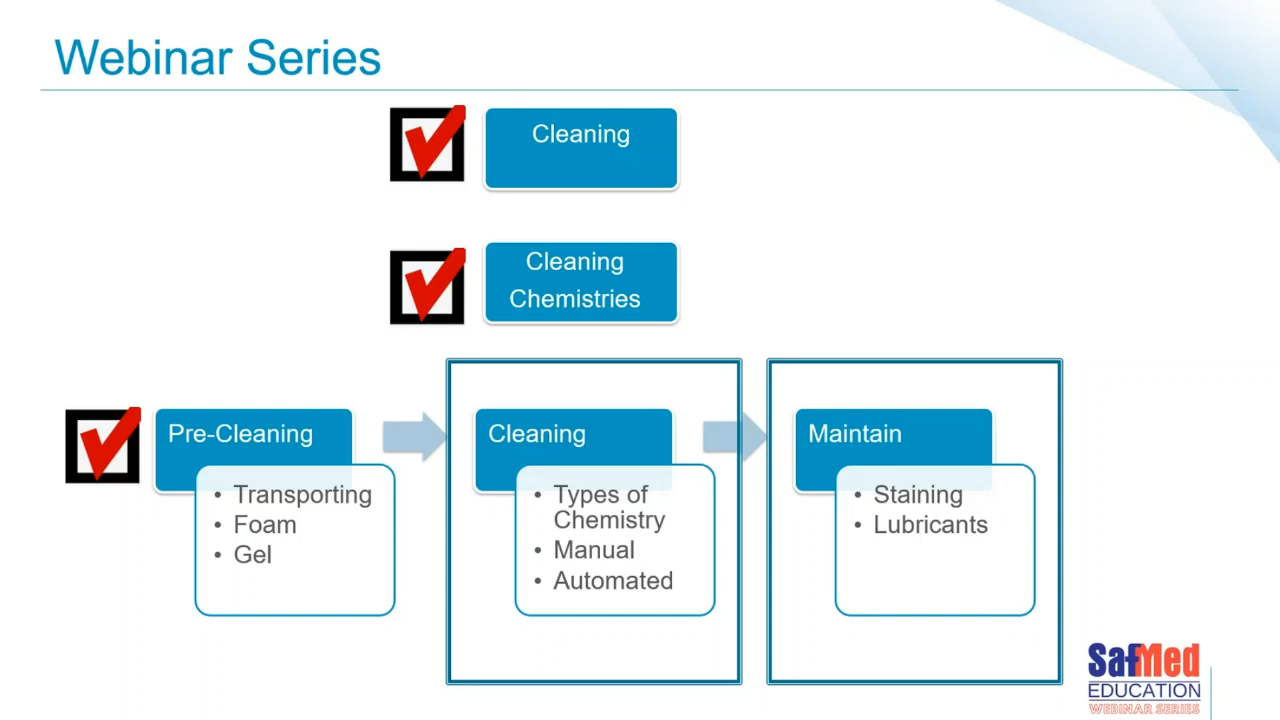 Webinar Series
Cleaning
Cleaning
Chemistries
Pre-Cleaning
• Transporting
• Foam
• Gel
Cleaning
• Types of
Chemistry
• Manual
• Automated
Maintain
• Staining
• Lubricants
SafMed
EDUCATION
WEBINAR SERIES